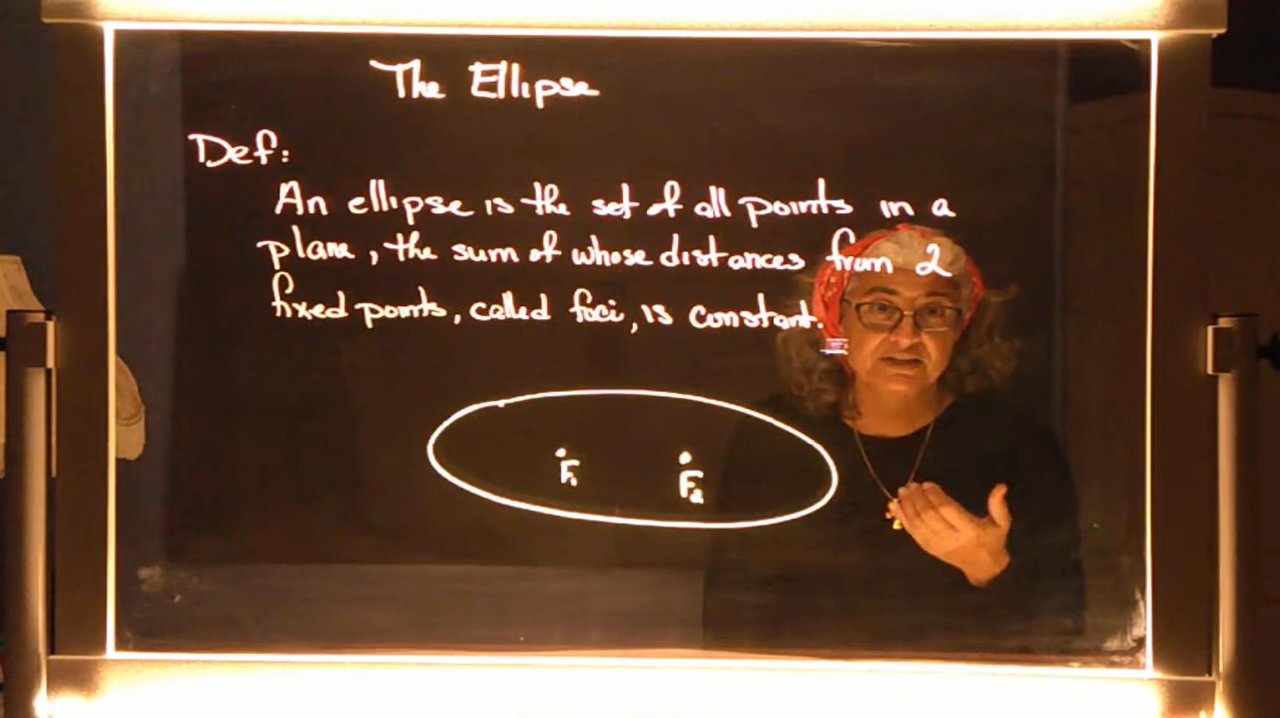 The Ellipse
Def:
An ellipse is the set of all points in a
plane, the sum of whose distances from 2
fixed points, called foci, is constant.
F₁ F₂